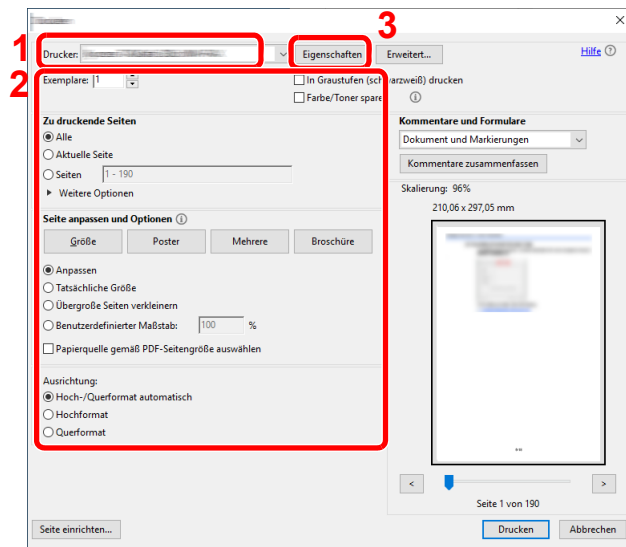 3
1
Drucker:
Eigenschaften
Erweitert...
Hilfe
2
Exemplare: 1
In Graustufen (schwarzweiß) drucken
Farbe/Toner spare
Zu druckende Seiten
Alle
Aktuelle Seite
Seiten 1 - 190
Weitere Optionen
Kommentare und Formulare
Dokument und Markierungen
Kommentare zusammenfassen
Skalierung: 96%
210,06 x 297,05 mm
Seite anpassen und Optionen
Größe Poster Mehrere Broschüre
Anpassen
Tatsächliche Größe
Übergroße Seiten verkleinern
Benutzerdefinierter Maßstab: 100 %
Papierquelle gemäß PDF-Seitengröße auswählen
Ausrichtung:
Hoch-/Querformat automatisch
Hochformat
Querformat
< >
Seite 1 von 190
Seite einrichten...
Drucken
Abbrechen